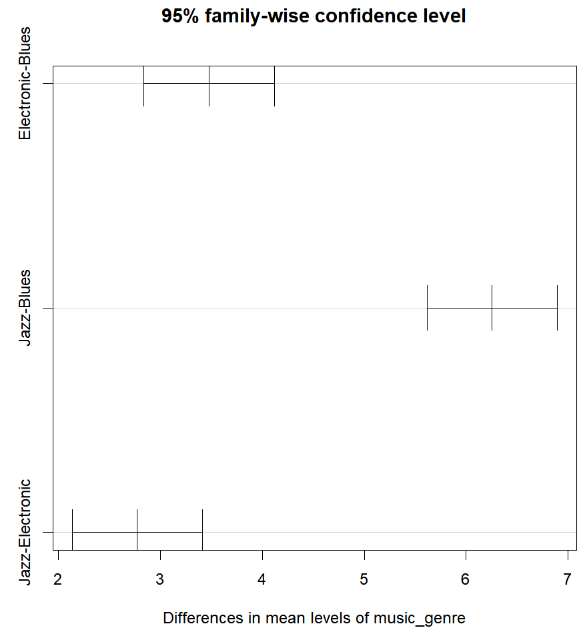 95% family-wise confidence level
Electronic-Blues
Jazz-Blues
Jazz-Electronic
2 3 4 5 6 7
Differences in mean levels of music_genre